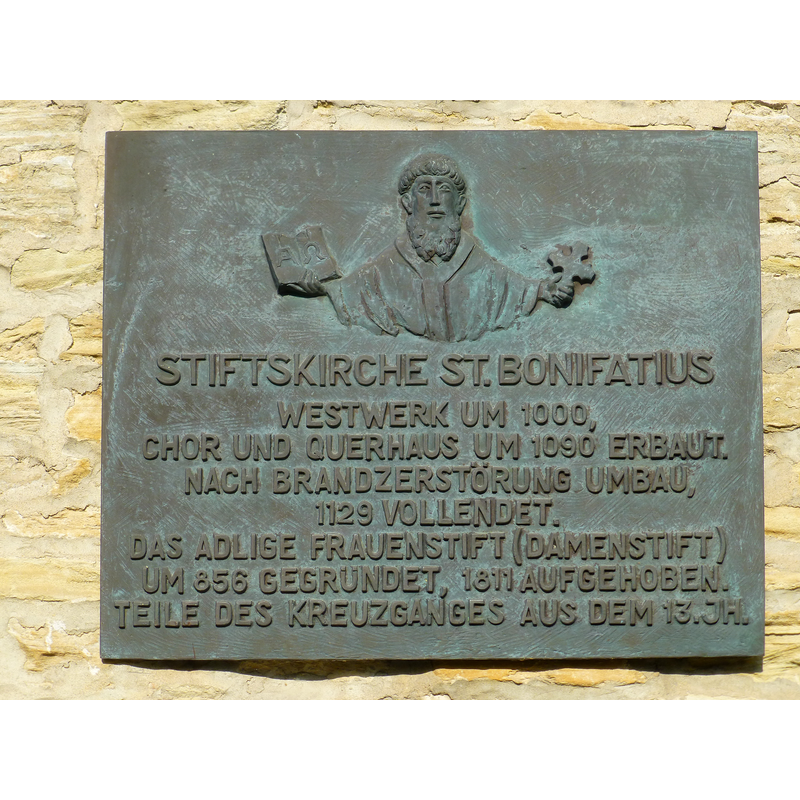 A Ω
STIFTSKIRCHE ST. BONIFATIUS
WESTWERK UM 1000,
CHOR UND QUERHAUS UM 1090 ERBAUT.
NACH BRANDZERSTÖRUNG UMBAU,
1129 VOLLENDET.
DAS ADLIGE FRAUENSTIFT (DAMENSTIFT)
UM 856 GEGRÜNDET, 1811 AUFGEHOBEN.
TEILE DES KREUZGANGES AUS DEM 13. JH.